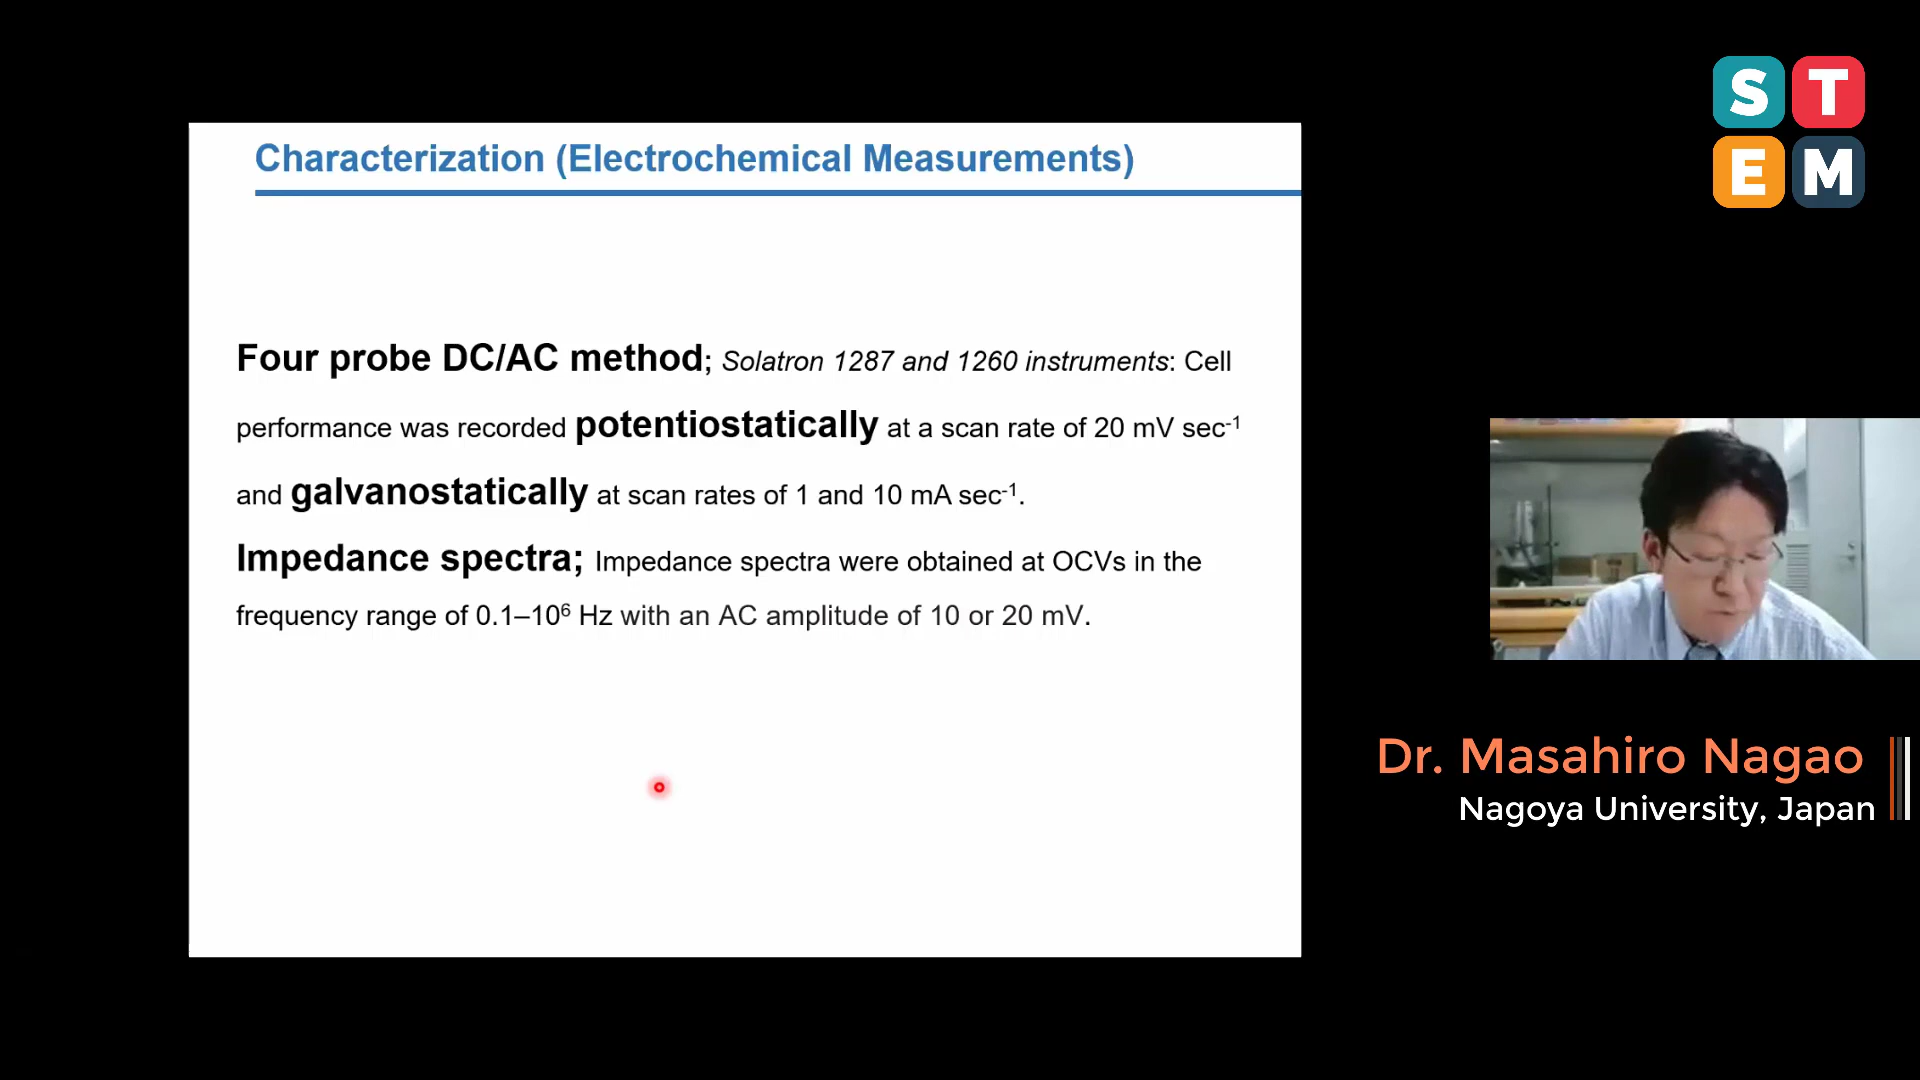 Characterization (Electrochemical Measurements)
Four probe DC/AC method; Solatron 1287 and 1260 instruments: Cell
performance was recorded potentiostatically at a scan rate of 20 mV sec⁻¹
and galvanostatically at scan rates of 1 and 10 mA sec⁻¹.
Impedance spectra; Impedance spectra were obtained at OCVs in the
frequency range of 0.1–10⁶ Hz with an AC amplitude of 10 or 20 mV.
S T
E M
Dr. Masahiro Nagao
Nagoya University, Japan